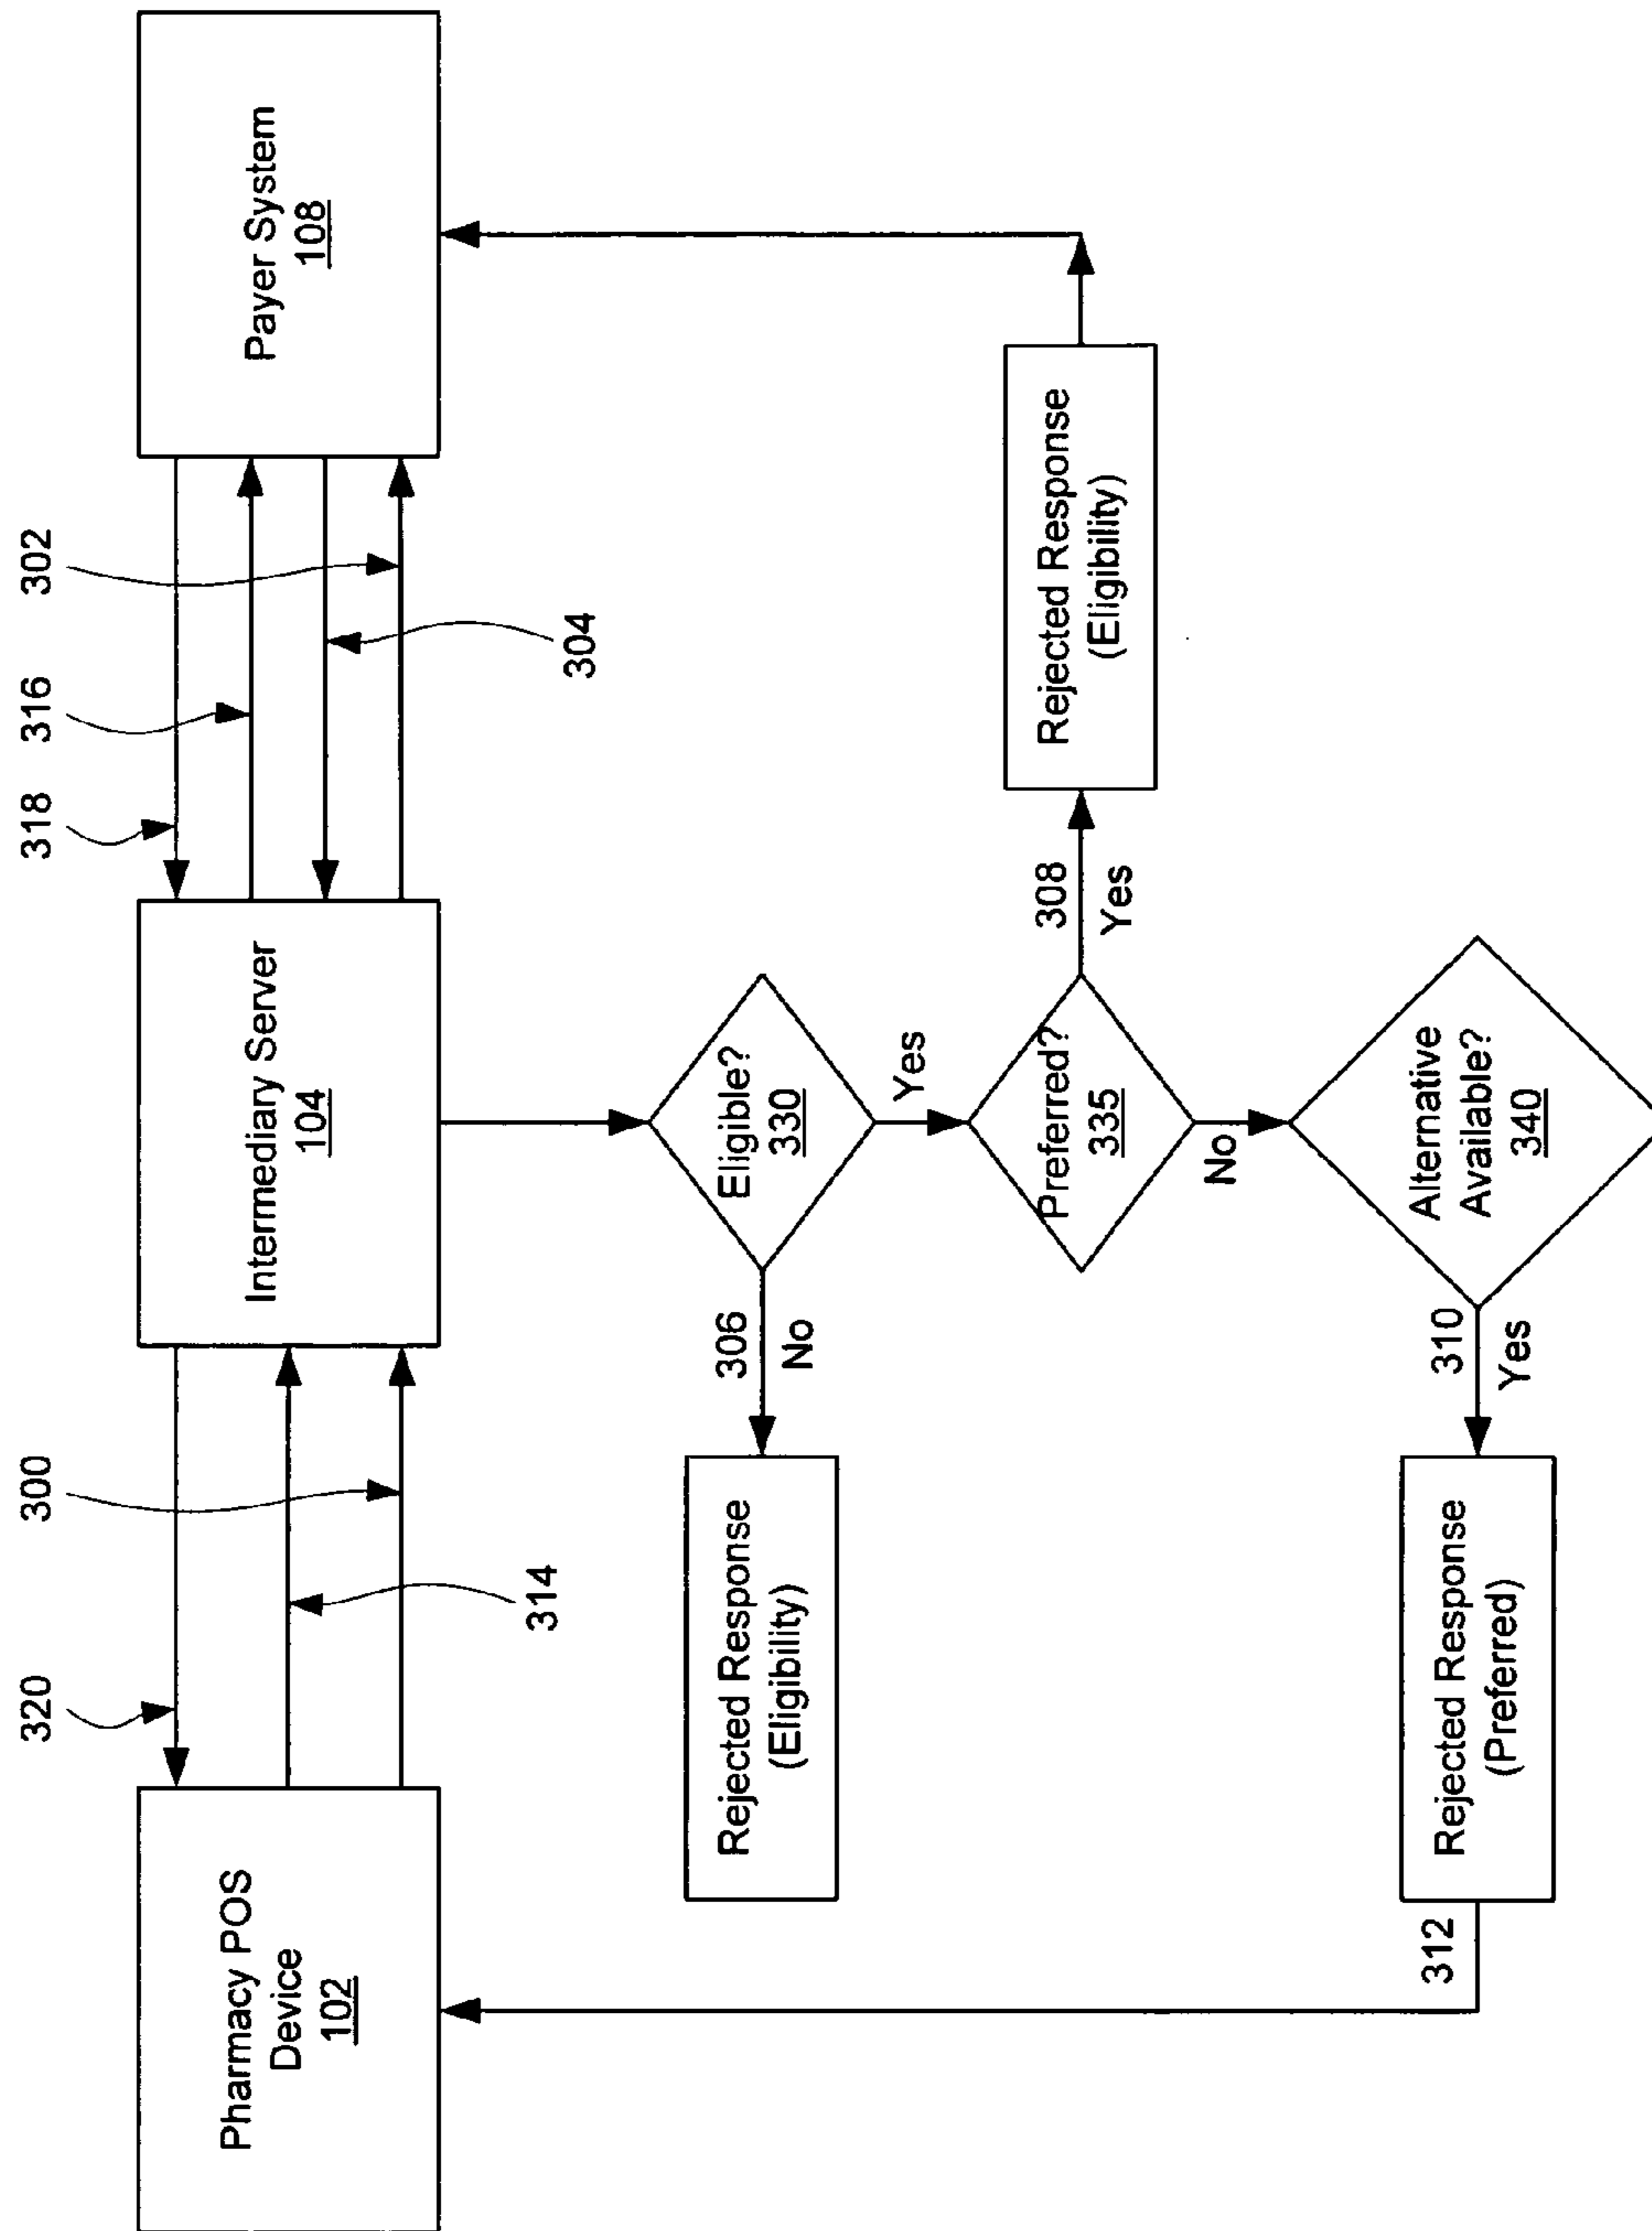 320
300
318
316
302
314
304
Pharmacy POS
Device
102
Intermediary Server
104
Payer System
108
Eligible?
330
306
No
Yes
Rejected Response
(Eligibility)
Preferred?
335
308
Yes
No
Rejected Response
(Eligibility)
Alternative
Available?
340
310
Yes
Rejected Response
(Preferred)
312